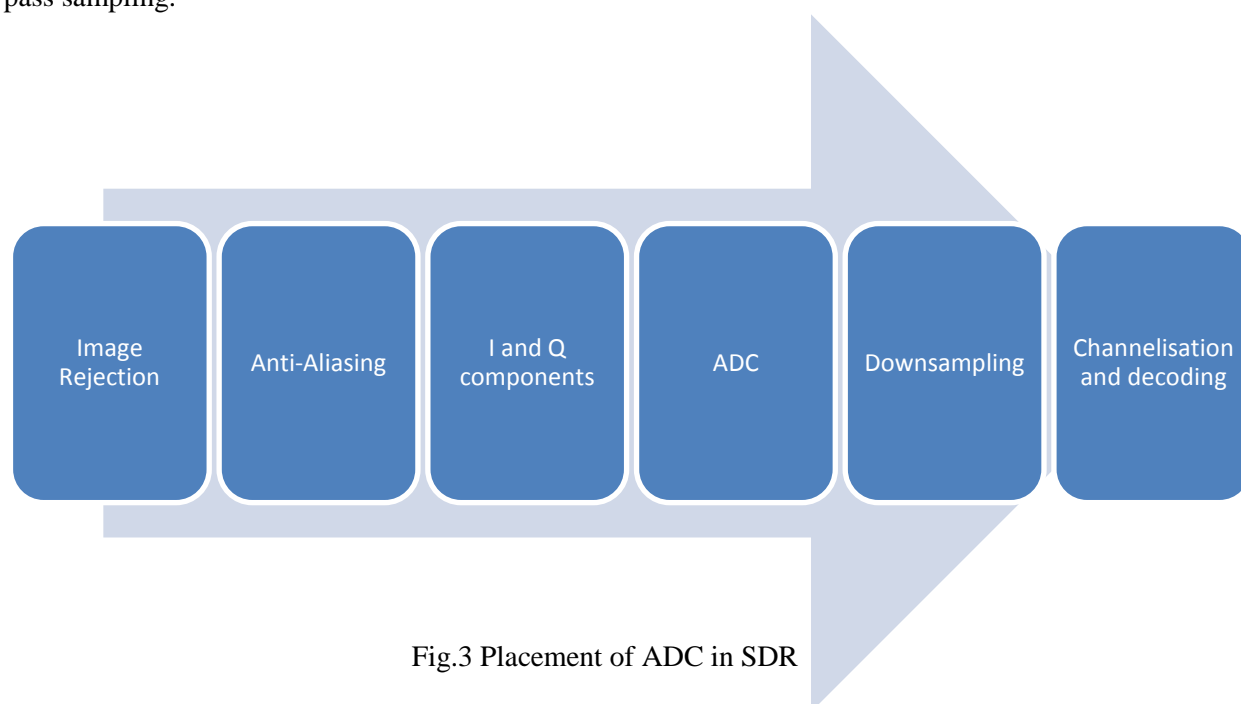 pass sampling.
Image
Rejection
Anti-Aliasing
I and Q
components
ADC
Downsampling
Channelisation
and decoding
Fig.3 Placement of ADC in SDR